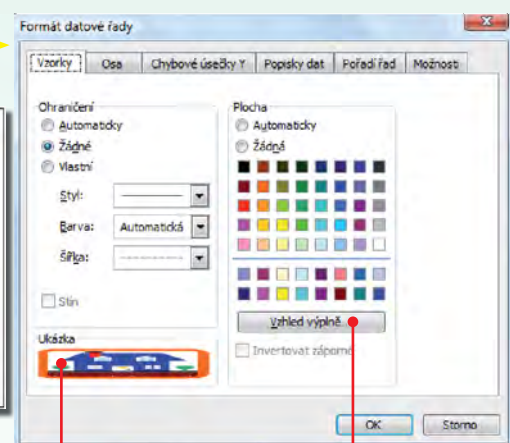 Formát datové řady
Vzorky Osa Chybové úsečky Y Popisky dat Pořadí řad Možnosti
Ohraničení
Automaticky
Žádné
Vlastní
Styl:
Barva: Automatická
Šířka:
Stín
Ukázka
Plocha
Automaticky
Žádná
Vzhled výplně
Invertovat záporné
OK Storno